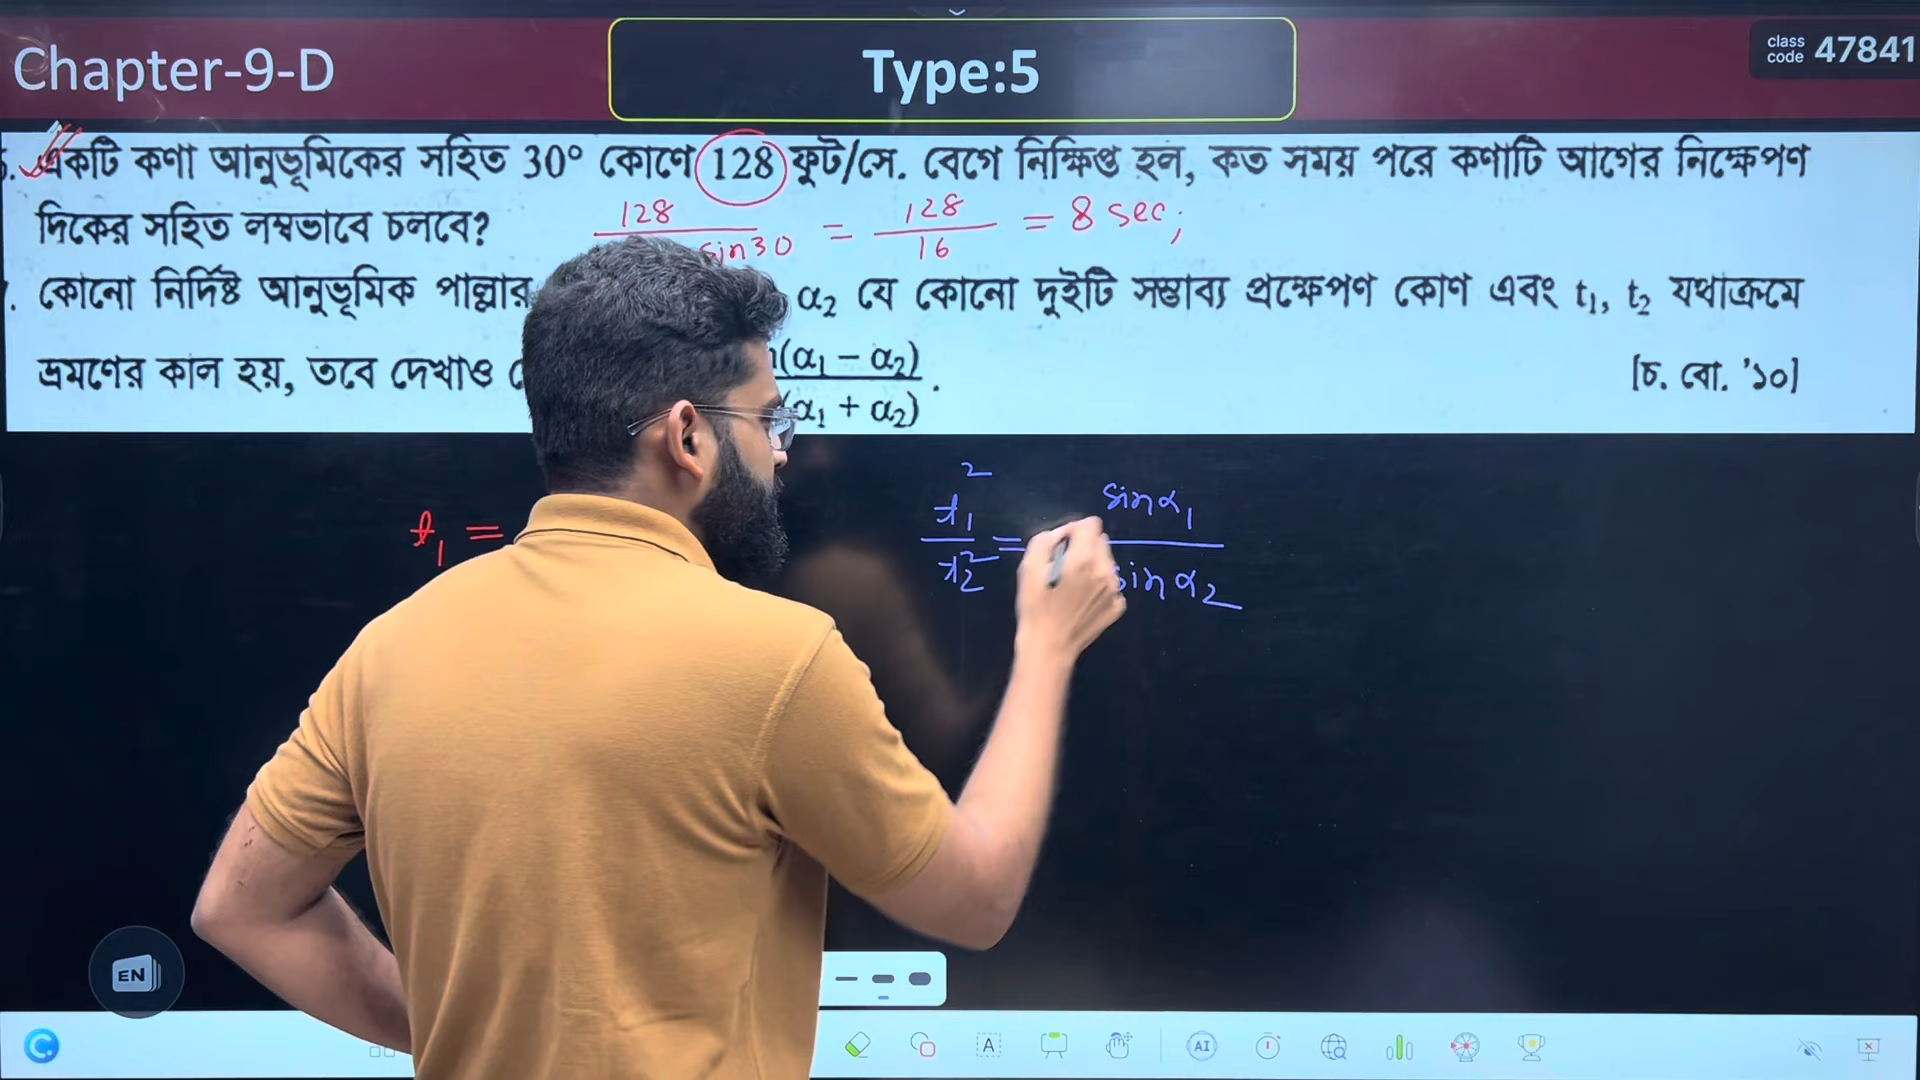 Chapter-9-D
Type:5
class code 47841
একটি কণা আনুভূমিকের সহিত 30° কোণে 128 ফুট/সে. বেগে নিক্ষিপ্ত হল, কত সময় পরে কণাটি আগের নিক্ষেপণ
দিকের সহিত লম্বভাবে চলবে?
128 / sin30 = 128 / 16 = 8 sec;
কোনো নির্দিষ্ট আনুভূমিক পাল্লার α₂ যে কোনো দুইটি সম্ভাব্য প্রক্ষেপণ কোণ এবং t₁, t₂ যথাক্রমে
ভ্রমণের কাল হয়, তবে দেখাও (α₁ − α₂) / (α₁ + α₂) . [চ. বো. '১০]
t₁ =
t₁² / t₂² = sinα₁ / sinα₂
EN
A
AI